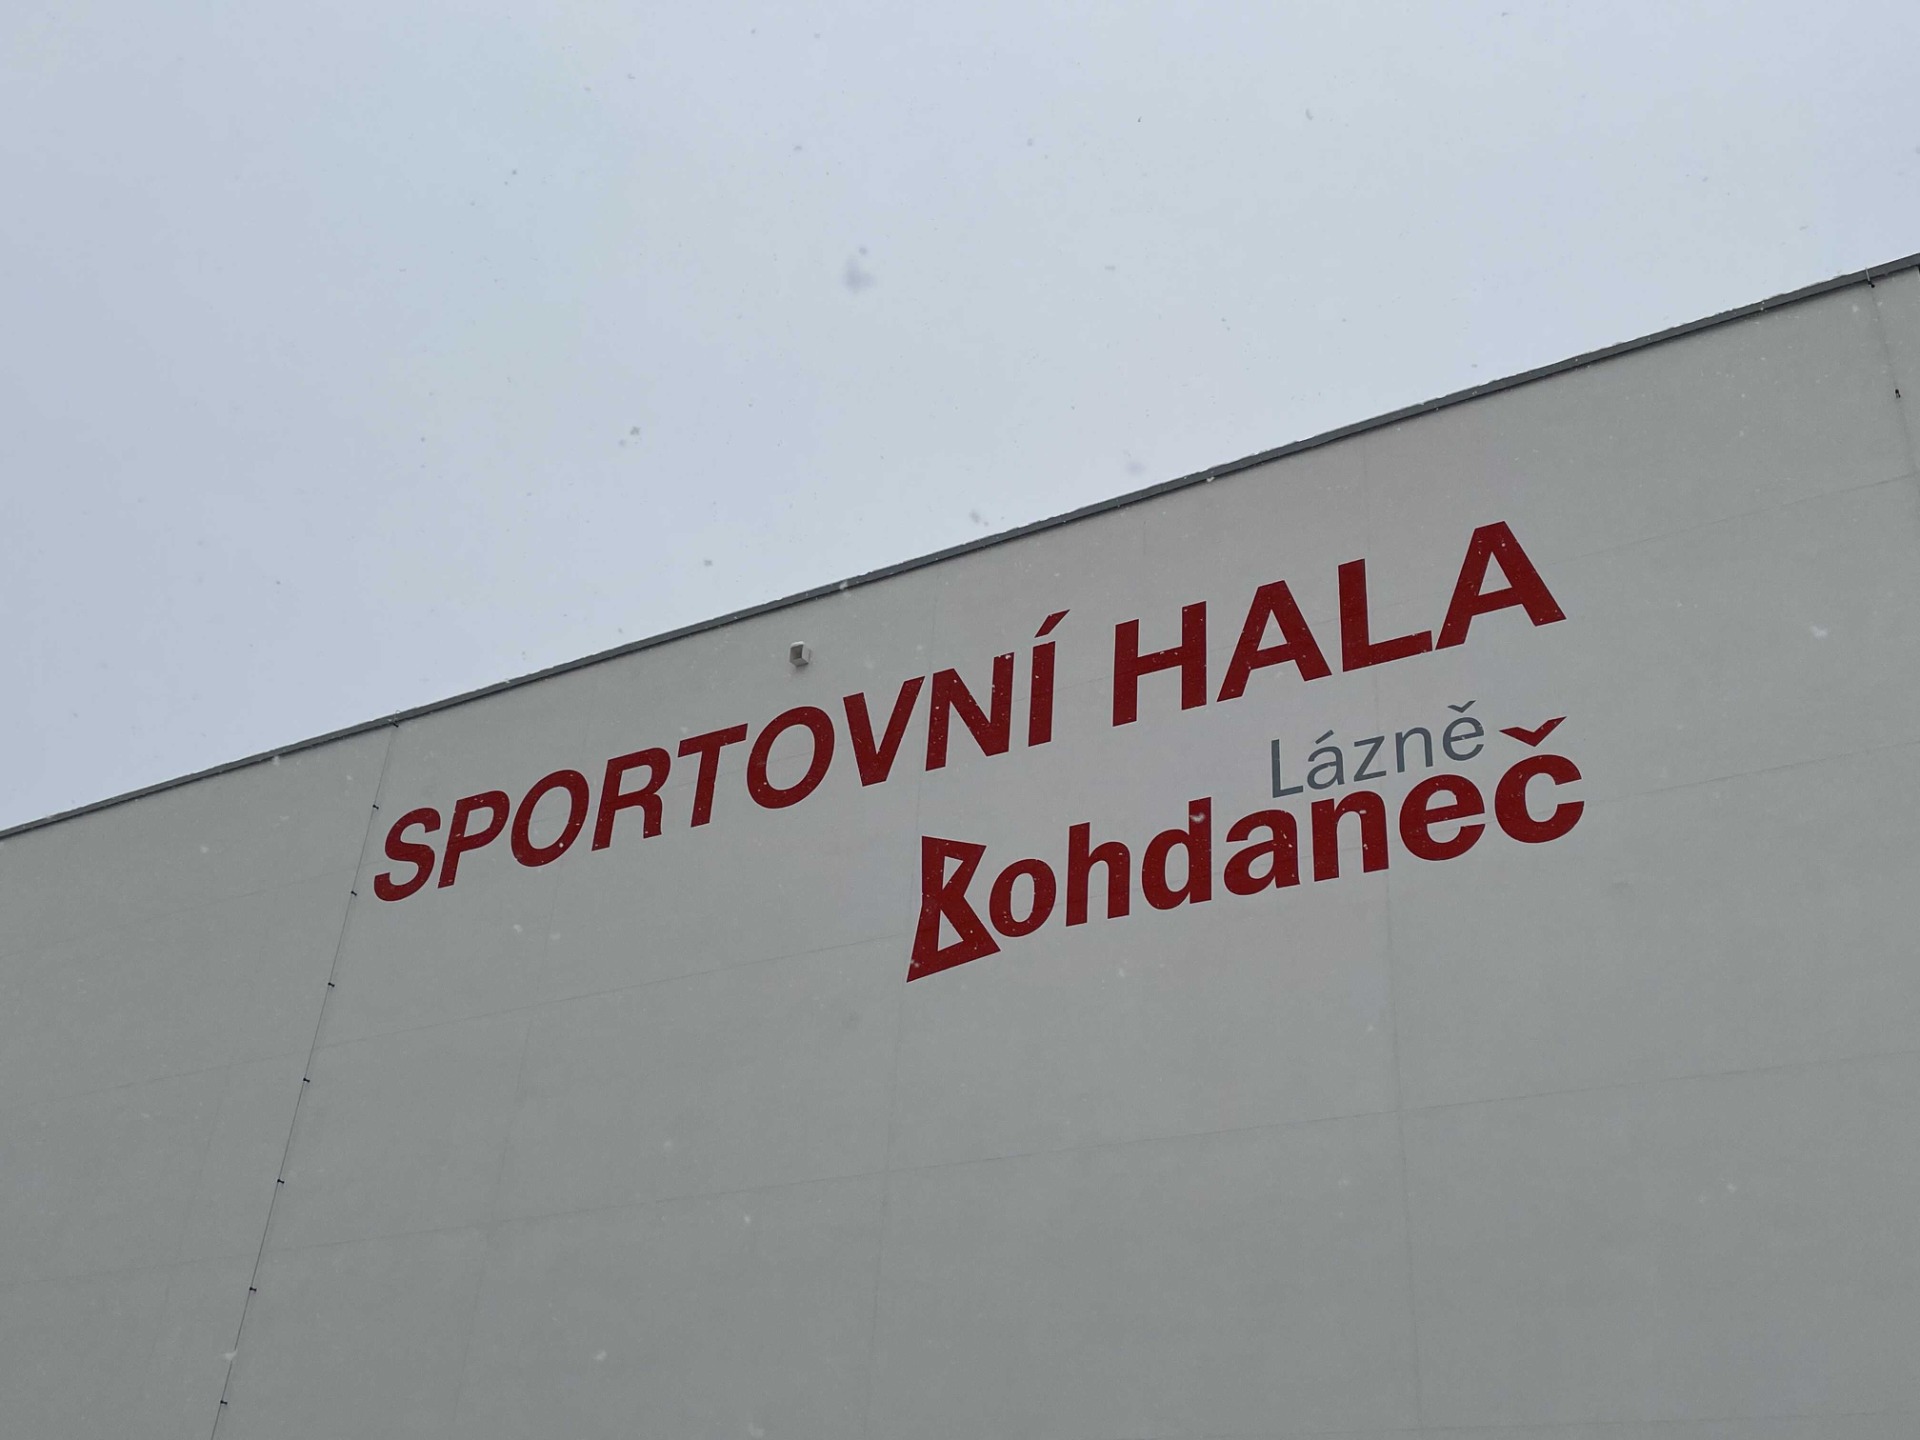 SPORTOVNÍ HALA
Lázně
Bohdaneč